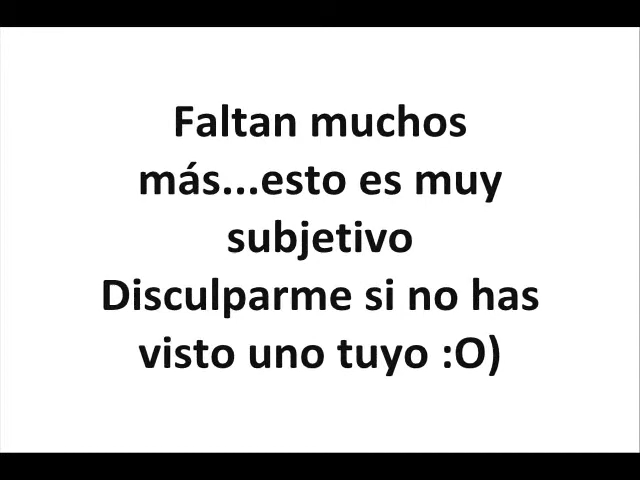 Faltan muchos
más...esto es muy
subjetivo
Disculparme si no has
visto uno tuyo :O)